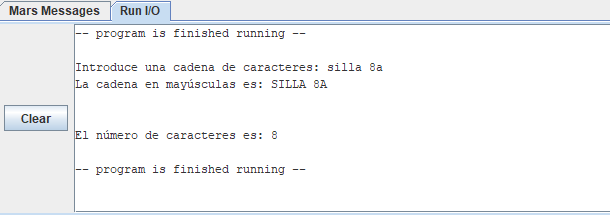 Mars Messages Run I/O
-- program is finished running --
Introduce una cadena de caracteres: silla 8a
La cadena en mayúsculas es: SILLA 8A
Clear
El número de caracteres es: 8
-- program is finished running --